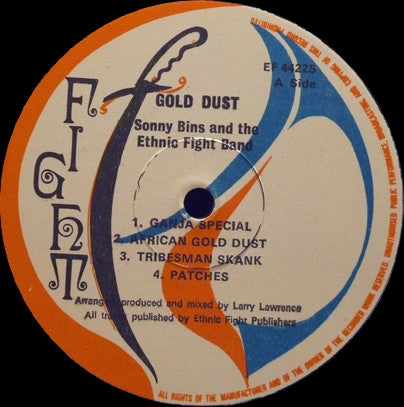 FIGHT
GOLD DUST
EF 4422S
A Side
Sonny Bins and the
Ethnic Fight Band
1. GANJA SPECIAL
2. AFRICAN GOLD DUST
3. TRIBESMAN SKANK
4. PATCHES
Arranged produced and mixed by Larry Lawrence
All tracks published by Ethnic Fight Publishers
ALL RIGHTS OF THE MANUFACTURER AND OF THE OWNER OF THE RECORDED WORK RESERVED. UNAUTHORISED PUBLIC PERFORMANCE, BROADCASTING AND COPYING OF THIS RECORD PROHIBITED